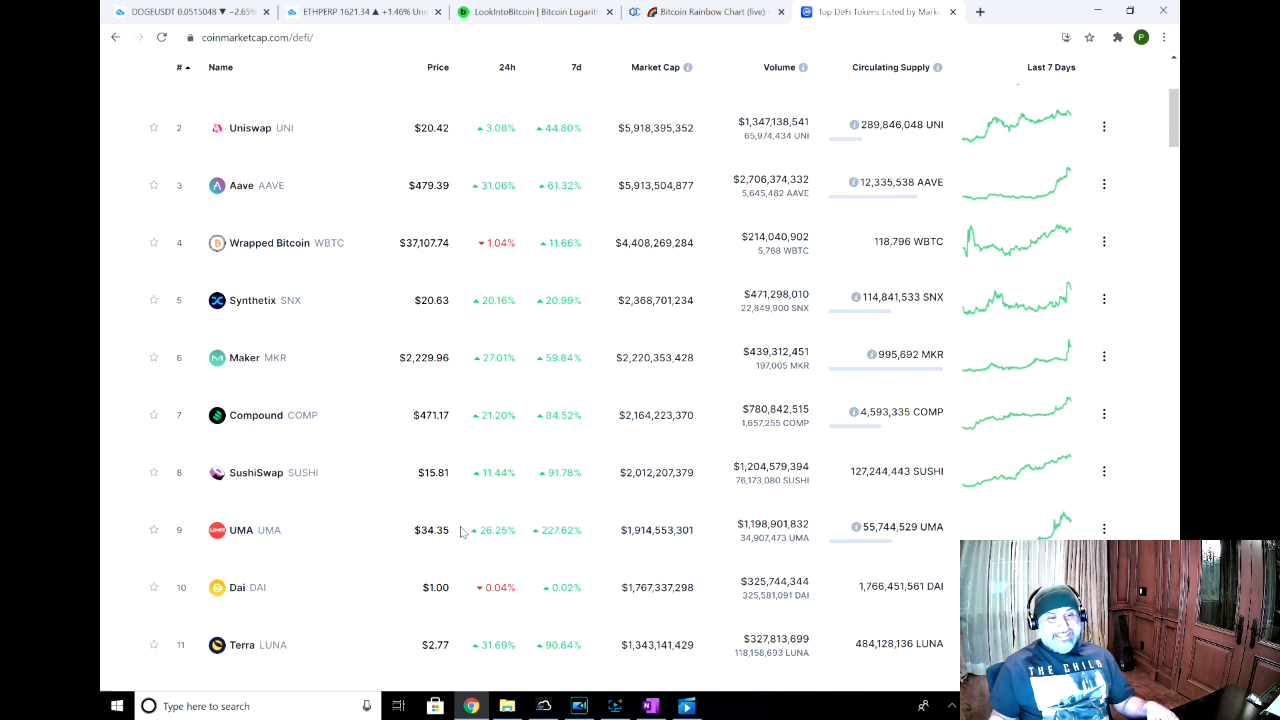 DOGEUSDT 0.0515048 ▼ −2.65%
ETHPERP 1621.34 ▲ +1.46% Unn
LookIntoBitcoin | Bitcoin Logarith
Bitcoin Rainbow Chart (live) -
Top DeFi Tokens Listed by Mark
coinmarketcap.com/defi/
P
# Name Price 24h 7d Market Cap Volume Circulating Supply Last 7 Days
2 Uniswap UNI $20.42 3.08% 44.80% $5,918,395,352 $1,347,138,541 289,846,048 UNI
65,974,434 UNI
3 Aave AAVE $479.39 31.06% 61.32% $5,913,504,877 $2,706,374,332 12,335,538 AAVE
5,645,482 AAVE
4 Wrapped Bitcoin WBTC $37,107.74 1.04% 11.66% $4,408,269,284 $214,040,902 118,796 WBTC
5,768 WBTC
5 Synthetix SNX $20.63 20.16% 20.99% $2,368,701,234 $471,298,010 114,841,533 SNX
22,849,900 SNX
6 Maker MKR $2,229.96 27.01% 59.84% $2,220,353,428 $439,312,451 995,692 MKR
197,005 MKR
7 Compound COMP $471.17 21.20% 84.52% $2,164,223,370 $780,842,515 4,593,335 COMP
1,657,255 COMP
8 SushiSwap SUSHI $15.81 11.44% 91.78% $2,012,207,379 $1,204,579,394 127,244,443 SUSHI
76,173,080 SUSHI
9 UMA UMA $34.35 26.25% 227.62% $1,914,553,301 $1,198,901,832 55,744,529 UMA
34,907,473 UMA
10 Dai DAI $1.00 0.04% 0.02% $1,767,337,298 $325,744,344 1,766,451,561 DAI
325,581,091 DAI
11 Terra LUNA $2.77 31.69% 90.64% $1,343,141,429 $327,813,699 484,128,136 LUNA
118,158,693 LUNA
THE CHILD
Type here to search